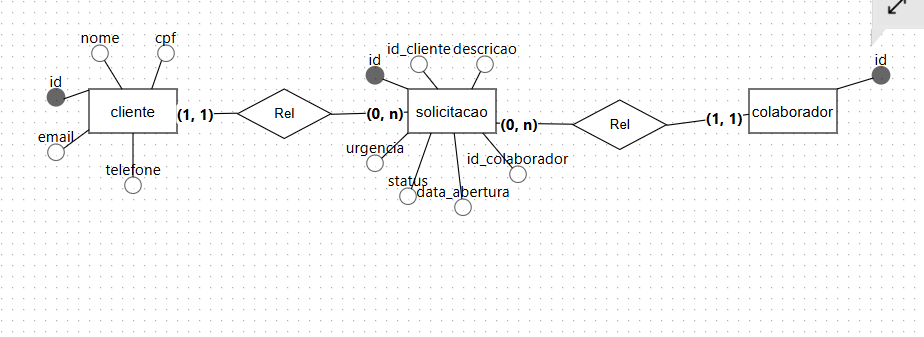 nome
cpf
id
cliente
email
telefone
(1, 1)
Rel
(0, n)
id
id_cliente
descricao
solicitacao
urgencia
status
data_abertura
id_colaborador
(0, n)
Rel
(1, 1)
id
colaborador